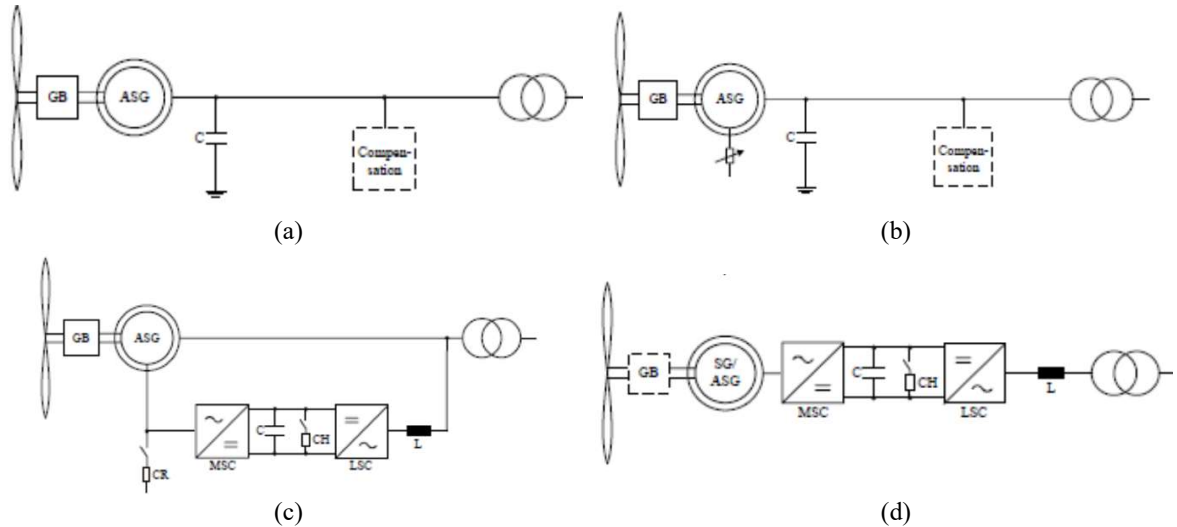 GB
ASG
C
Compen-
sation
(a)
GB
ASG
C
Compen-
sation
(b)
GB
ASG
C
CH
L
MSC
LSC
CR
(c)
GB
SG/
ASG
C
CH
L
MSC
LSC
(d)